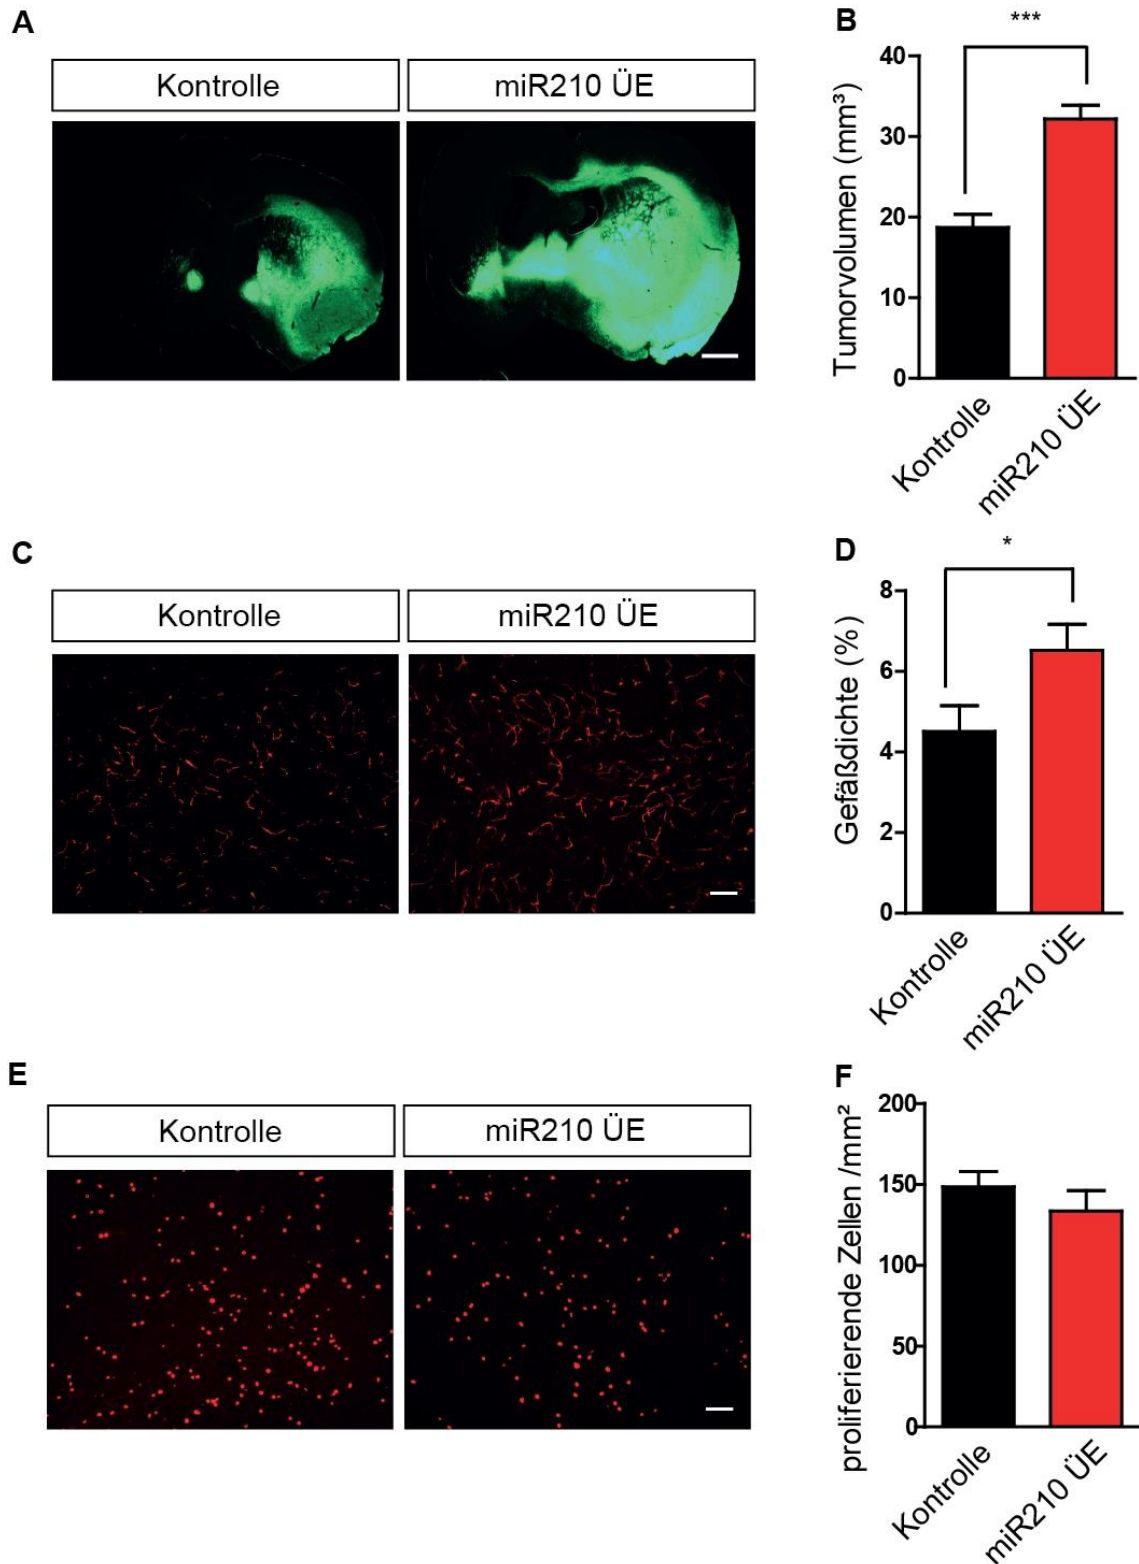 A
Kontrolle
miR210 ÜE
B
***
Tumorvolumen (mm³)
40
30
20
10
0
Kontrolle
miR210 ÜE
C
Kontrolle
miR210 ÜE
D
*
Gefäßdichte (%)
8
6
4
2
0
Kontrolle
miR210 ÜE
E
Kontrolle
miR210 ÜE
F
proliferierende Zellen /mm²
200
150
100
50
0
Kontrolle
miR210 ÜE